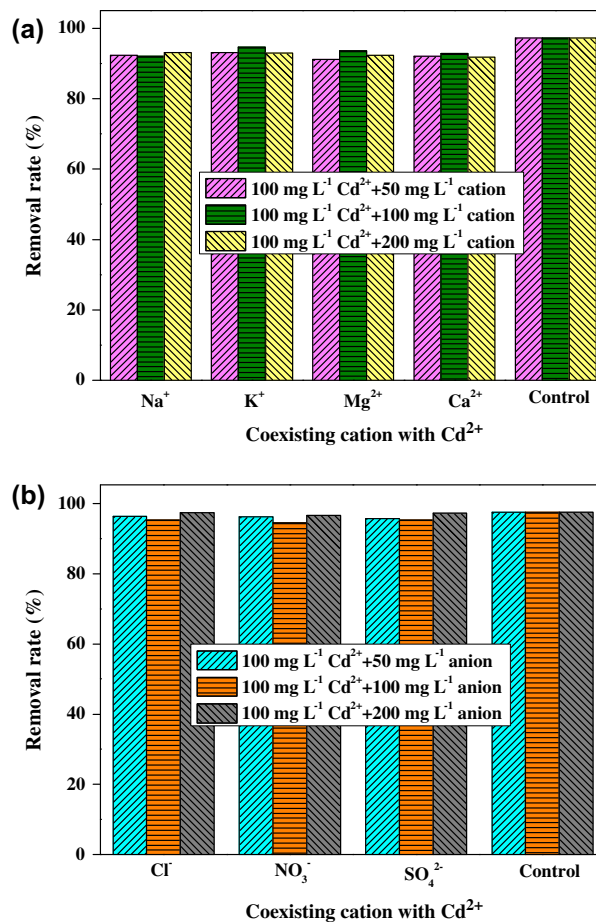 (a)
100
80
60
40
20
0
Removal rate (%)
100 mg L⁻¹ Cd²⁺+50 mg L⁻¹ cation
100 mg L⁻¹ Cd²⁺+100 mg L⁻¹ cation
100 mg L⁻¹ Cd²⁺+200 mg L⁻¹ cation
Na⁺ K⁺ Mg²⁺ Ca²⁺ Control
Coexisting cation with Cd²⁺
(b)
100
80
60
40
20
0
Removal rate (%)
100 mg L⁻¹ Cd²⁺+50 mg L⁻¹ anion
100 mg L⁻¹ Cd²⁺+100 mg L⁻¹ anion
100 mg L⁻¹ Cd²⁺+200 mg L⁻¹ anion
Cl⁻ NO₃⁻ SO₄²⁻ Control
Coexisting cation with Cd²⁺